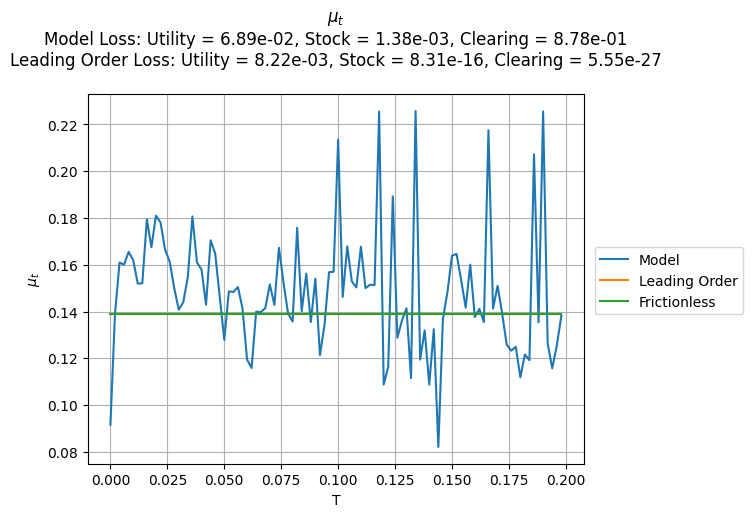 μₜ
Model Loss: Utility = 6.89e-02, Stock = 1.38e-03, Clearing = 8.78e-01
Leading Order Loss: Utility = 8.22e-03, Stock = 8.31e-16, Clearing = 5.55e-27
μₜ
0.22
0.20
0.18
0.16
0.14
0.12
0.10
0.08
0.000 0.025 0.050 0.075 0.100 0.125 0.150 0.175 0.200
T
Model
Leading Order
Frictionless